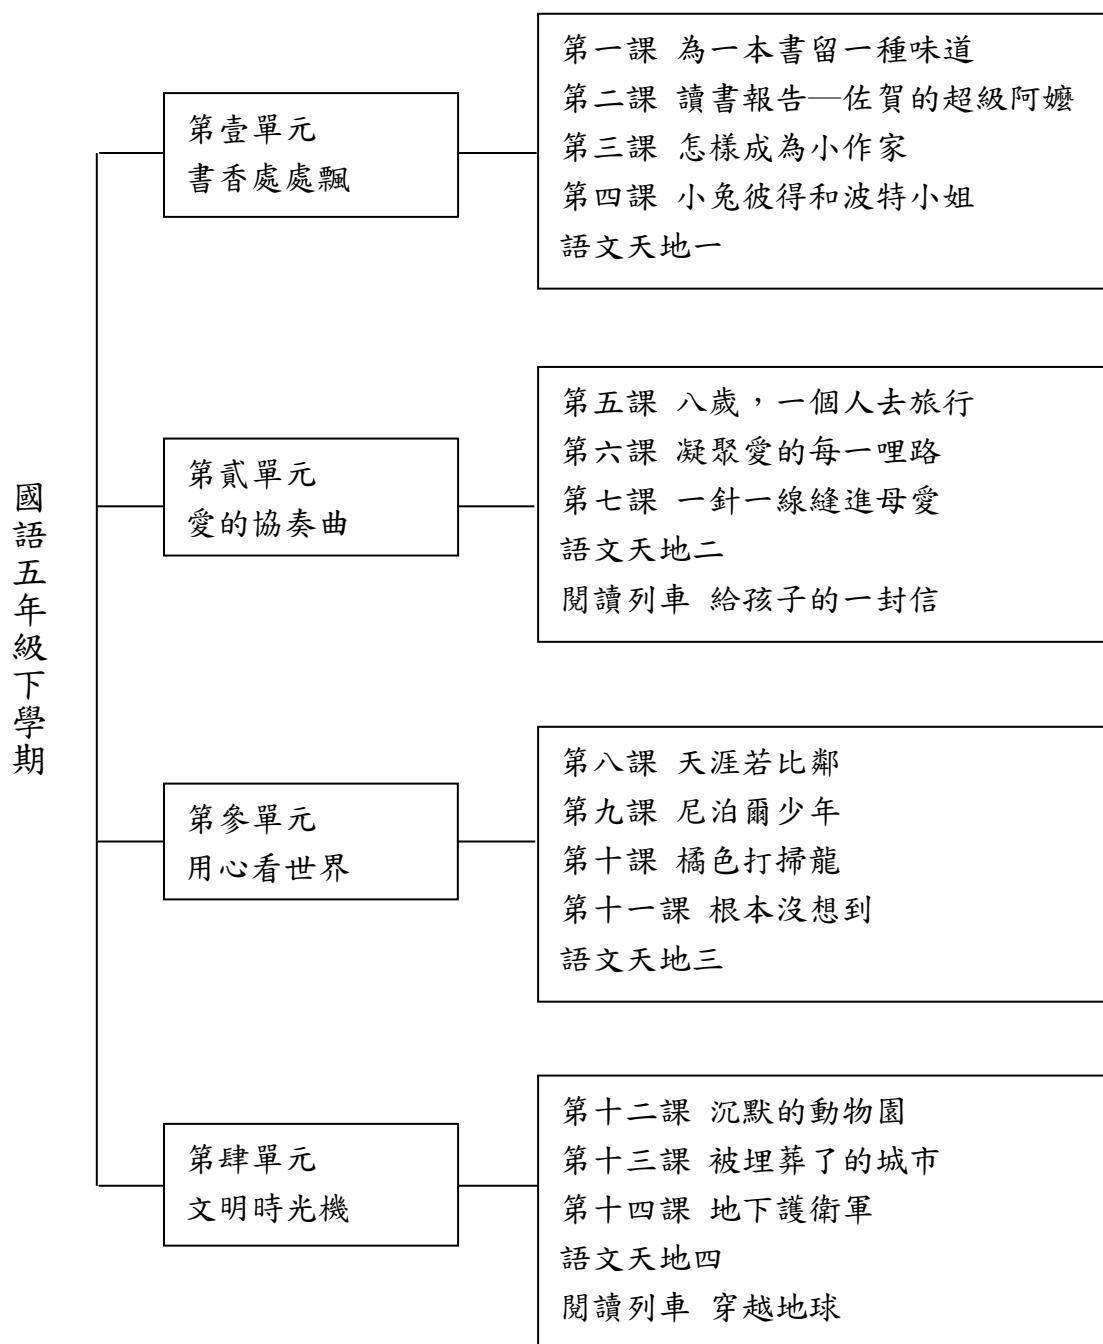 國語五年級下學期
第壹單元
書香處處飄
第一課 為一本書留一種味道
第二課 讀書報告—佐賀的超級阿嬤
第三課 怎樣成為小作家
第四課 小兔彼得和波特小姐
語文天地一
第貳單元
愛的協奏曲
第五課 八歲，一個人去旅行
第六課 凝聚愛的每一哩路
第七課 一針一線縫進母愛
語文天地二
閱讀列車 給孩子的一封信
第參單元
用心看世界
第八課 天涯若比鄰
第九課 尼泊爾少年
第十課 橘色打掃龍
第十一課 根本沒想到
語文天地三
第肆單元
文明時光機
第十二課 沉默的動物園
第十三課 被埋葬了的城市
第十四課 地下護衛軍
語文天地四
閱讀列車 穿越地球